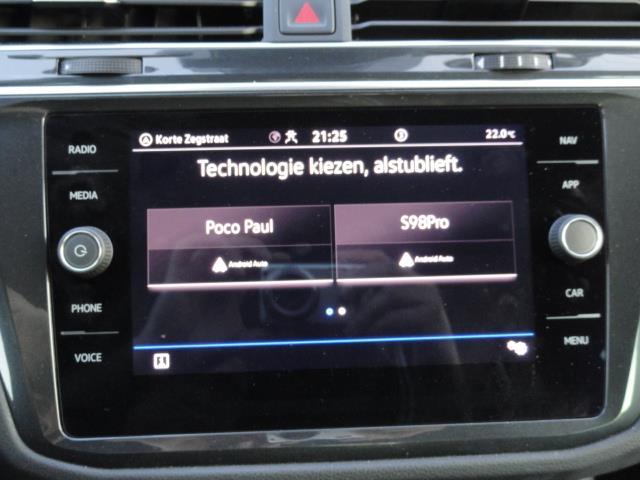 RADIO
MEDIA
PHONE
VOICE
Korte Zegstraat 21:25 22.0°C
Technologie kiezen, alstublieft.
Poco Paul
Android Auto
S98Pro
Android Auto
NAV
APP
CAR
MENU